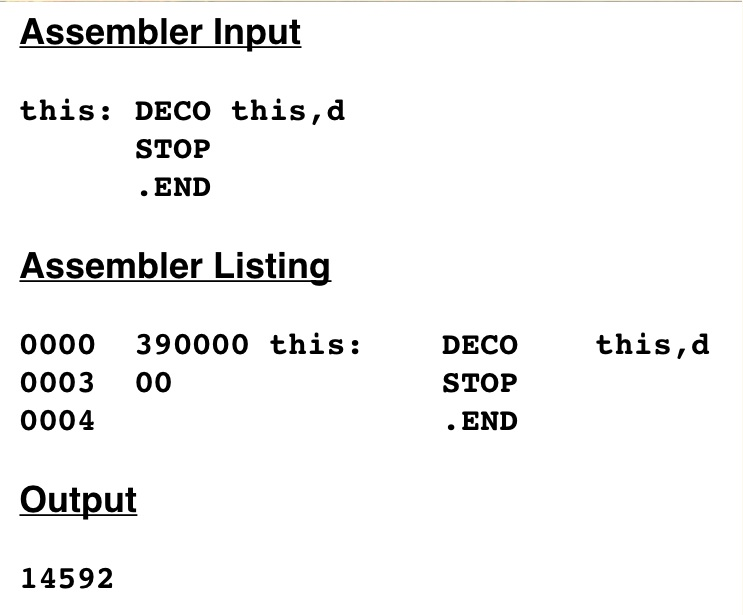 Assembler Input
this: DECO this,d
STOP
.END
Assembler Listing
0000 390000 this: DECO this,d
0003 00 STOP
0004 .END
Output
14592